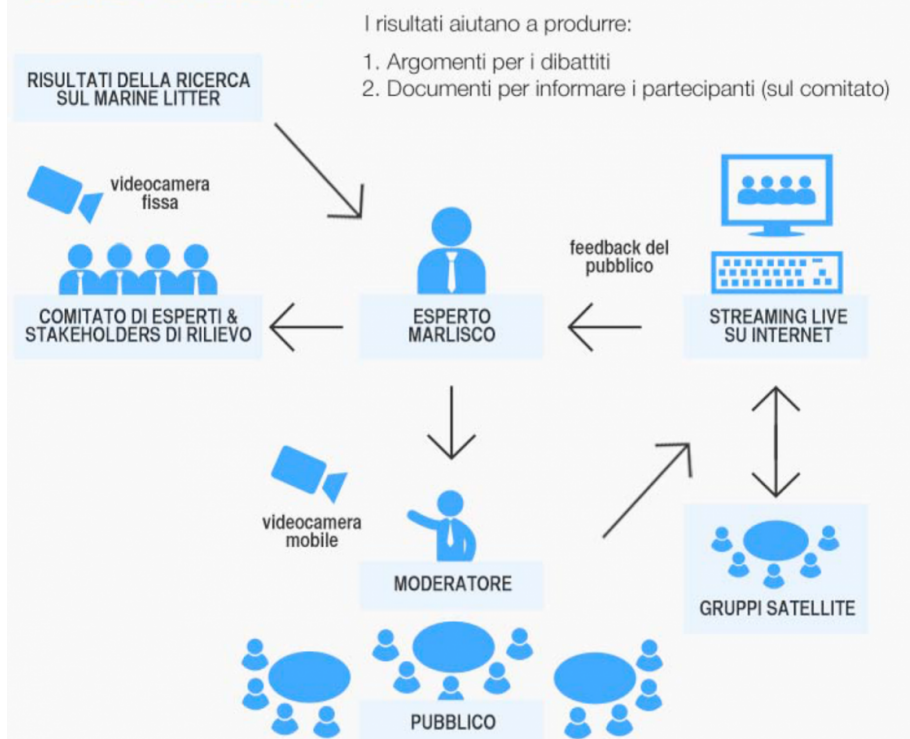 I risultati aiutano a produrre:
1. Argomenti per i dibattiti
2. Documenti per informare i partecipanti (sul comitato)
RISULTATI DELLA RICERCA
SUL MARINE LITTER
videocamera
fissa
COMITATO DI ESPERTI &
STAKEHOLDERS DI RILIEVO
ESPERTO
MARLISCO
feedback del
pubblico
STREAMING LIVE
SU INTERNET
videocamera
mobile
MODERATORE
GRUPPI SATELLITE
PUBBLICO